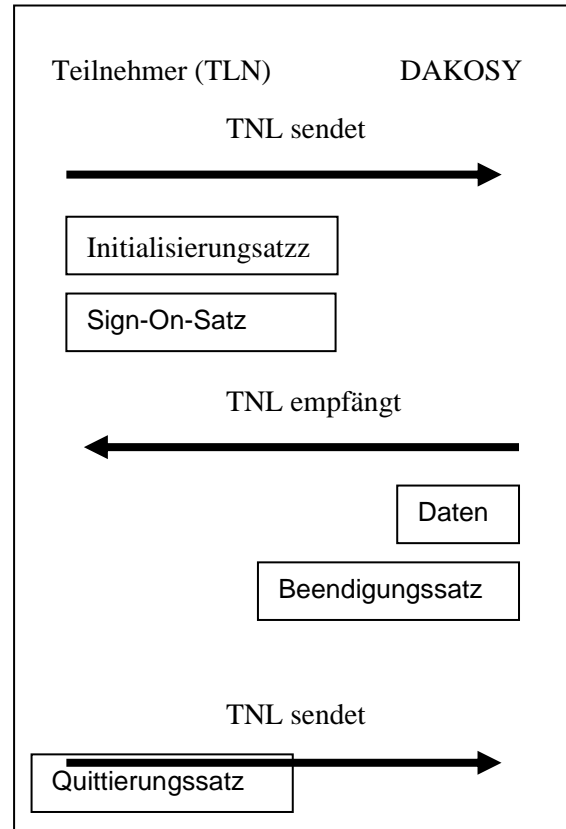 Teilnehmer (TLN) DAKOSY
TNL sendet
Initialisierungsatzz
Sign-On-Satz
TNL empfängt
Daten
Beendigungssatz
TNL sendet
Quittierungssatz